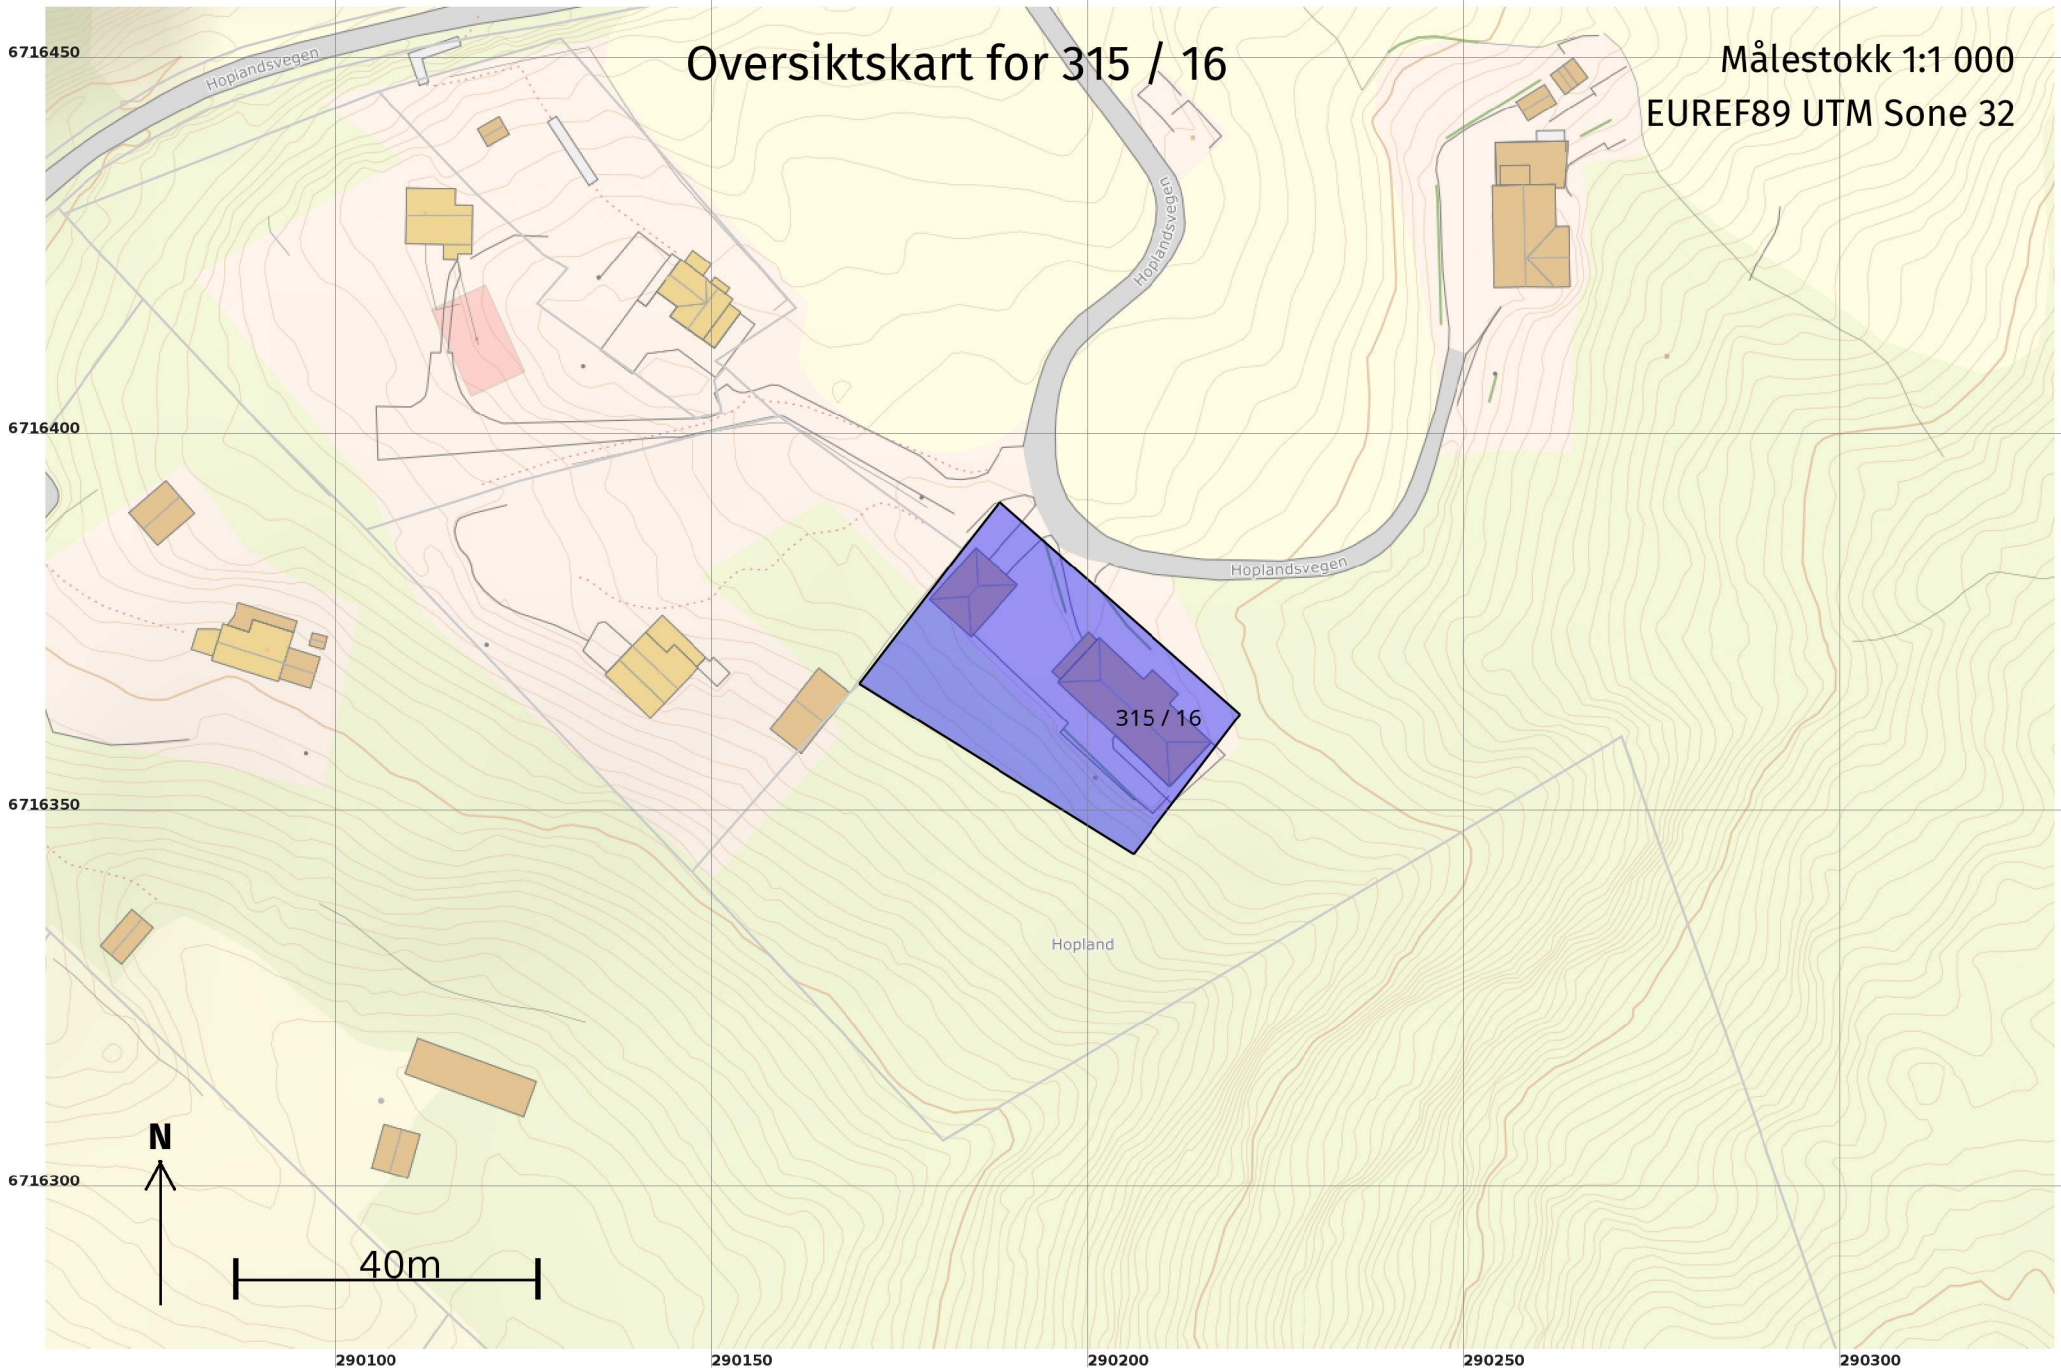 Oversiktskart for 315 / 16
Målestokk 1:1 000
EUREF89 UTM Sone 32
6716450
Hoplandsvegen
Hoplandsvegen
6716400
Hoplandsvegen
315 / 16
6716350
Hopland
6716300
N
40m
290100
290150
290200
290250
290300